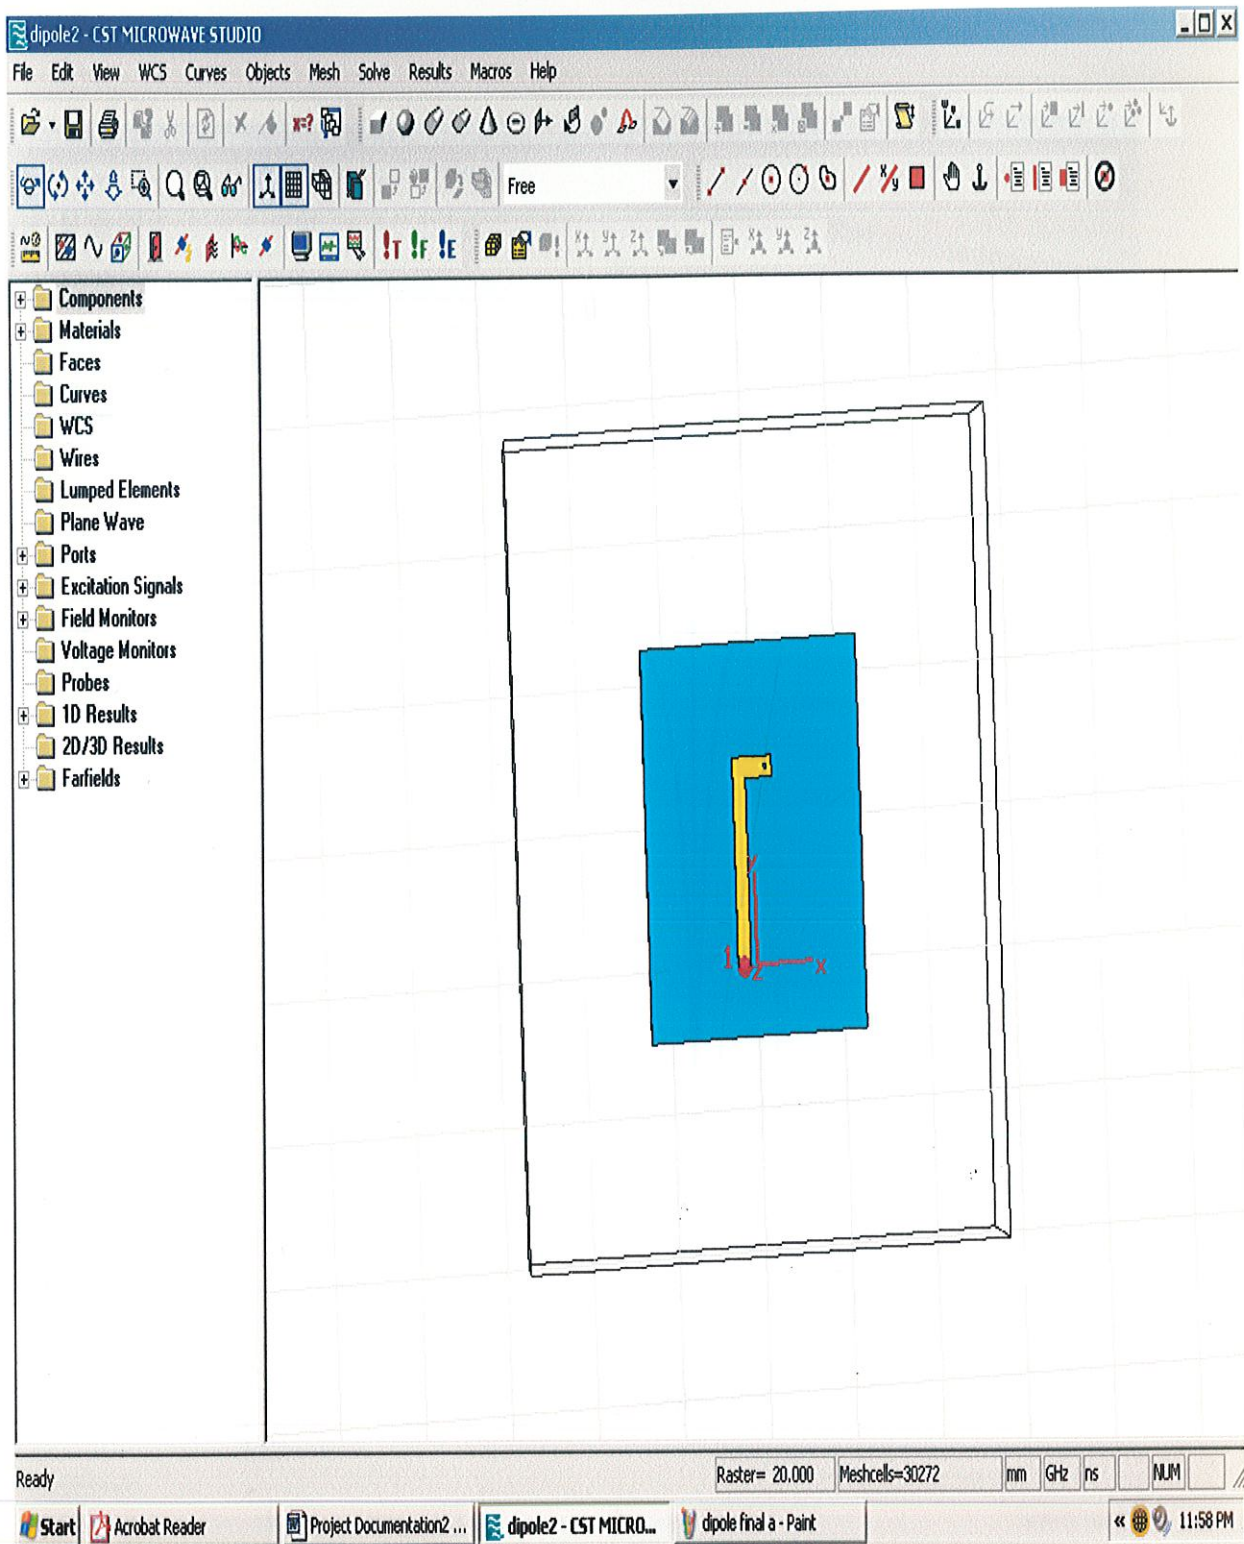 dipole2 - CST MICROWAVE STUDIO
File Edit View WCS Curves Objects Mesh Solve Results Macros Help
Free
Components
Materials
Faces
Curves
WCS
Wires
Lumped Elements
Plane Wave
Ports
Excitation Signals
Field Monitors
Voltage Monitors
Probes
1D Results
2D/3D Results
Farfields
Y
1 Z X
Ready Raster= 20.000 Meshcells=30272 mm GHz ns NUM
Start Acrobat Reader Project Documentation2 ... dipole2 - CST MICRO... dipole final a - Paint « 11:58 PM